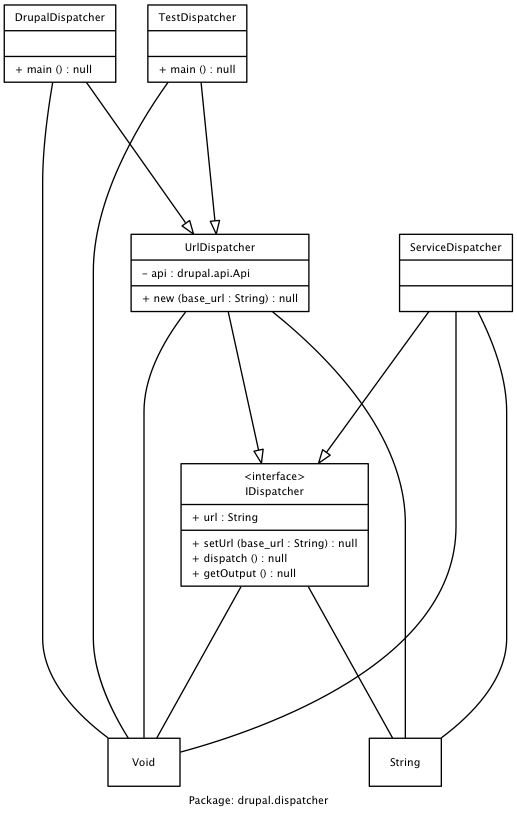 DrupalDispatcher
+ main () : null
TestDispatcher
+ main () : null
UrlDispatcher
- api : drupal.api.Api
+ new (base_url : String) : null
ServiceDispatcher
<interface>
IDispatcher
+ url : String
+ setUrl (base_url : String) : null
+ dispatch () : null
+ getOutput () : null
Void
String
Package: drupal.dispatcher